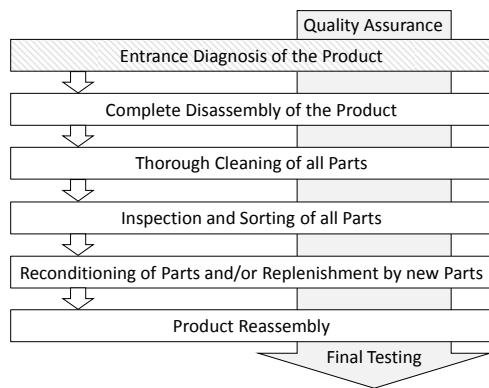 Quality Assurance
Entrance Diagnosis of the Product
Complete Disassembly of the Product
Thorough Cleaning of all Parts
Inspection and Sorting of all Parts
Reconditioning of Parts and/or Replenishment by new Parts
Product Reassembly
Final Testing